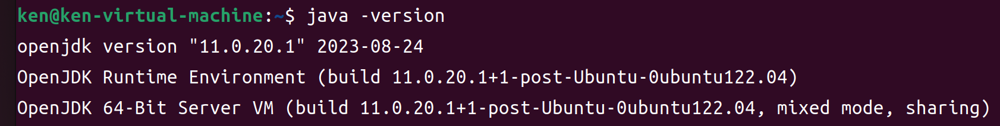 ken@ken-virtual-machine:~$ java -version
openjdk version "11.0.20.1" 2023-08-24
OpenJDK Runtime Environment (build 11.0.20.1+1-post-Ubuntu-0ubuntu122.04)
OpenJDK 64-Bit Server VM (build 11.0.20.1+1-post-Ubuntu-0ubuntu122.04, mixed mode, sharing)